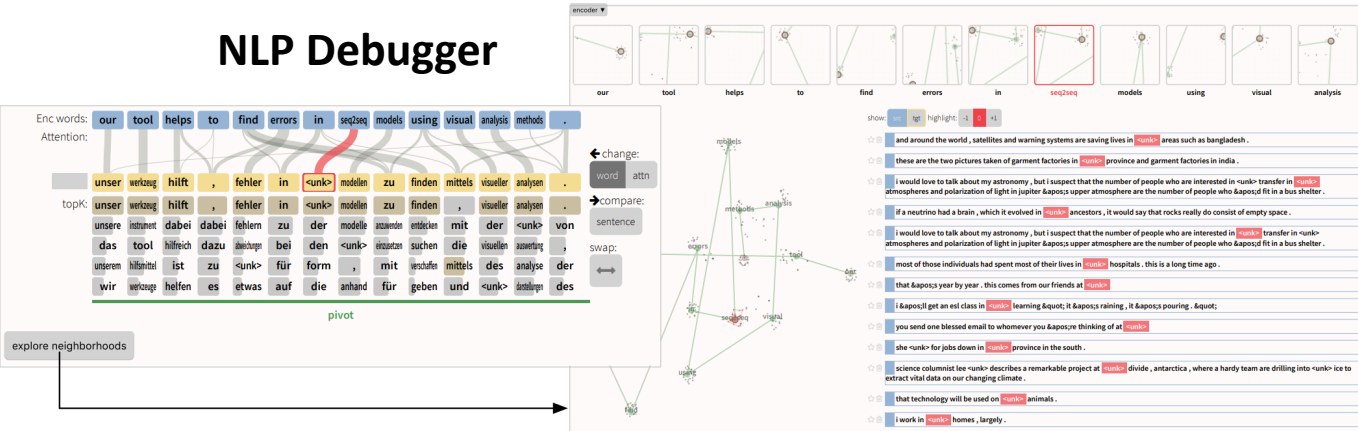 NLP Debugger
Enc words: our tool helps to find errors in seq2seq models using visual analysis methods .
Attention:
unser werkzeug hilft , fehler in <unk> modellen zu finden mittels visueller analysen .
topK: unser werkzeug hilft , fehler in <unk> modellen zu finden , visueller analysen .
unsere instrument dabei dabei fehlern zu der modelle anzuwenden entdecken mit der <unk> von
das tool hilfreich dazu abweichungen bei den <unk> einzusetzen suchen die visuellen auswertung ,
unserem hilfsmittel ist zu <unk> für form , mit verschaffen mittels des analyse der
wir werkzeuge helfen es etwas auf die anhand für geben und <unk> darstellungen des
pivot
change:
word attn
compare:
sentence
swap:
explore neighborhoods
encoder ▼
our tool helps to find errors in seq2seq models using visual analysis
show: src tgt highlight: -1 0 +1
models
methods
analysis
errors
tool
in
seq2seq
visual
using
find
and around the world , satellites and warning systems are saving lives in <unk> areas such as bangladesh .
these are the two pictures taken of garment factories in <unk> province and garment factories in india .
i would love to talk about my astronomy , but i suspect that the number of people who are interested in <unk> transfer in <unk>
atmospheres and polarization of light in jupiter &apos;s upper atmosphere are the number of people who &apos;d fit in a bus shelter .
if a neutrino had a brain , which it evolved in <unk> ancestors , it would say that rocks really do consist of empty space .
i would love to talk about my astronomy , but i suspect that the number of people who are interested in <unk> transfer in <unk>
atmospheres and polarization of light in jupiter &apos;s upper atmosphere are the number of people who &apos;d fit in a bus shelter .
most of those individuals had spent most of their lives in <unk> hospitals . this is a long time ago .
that &apos;s year by year . this comes from our friends at <unk>
i &apos;ll get an esl class in <unk> learning &quot; it &apos;s raining , it &apos;s pouring . &quot;
you send one blessed email to whomever you &apos;re thinking of at <unk>
she <unk> for jobs down in <unk> province in the south .
science columnist lee <unk> describes a remarkable project at <unk> divide , antarctica , where a hardy team are drilling into <unk> ice to
extract vital data on our changing climate .
that technology will be used on <unk> animals .
i work in <unk> homes , largely .